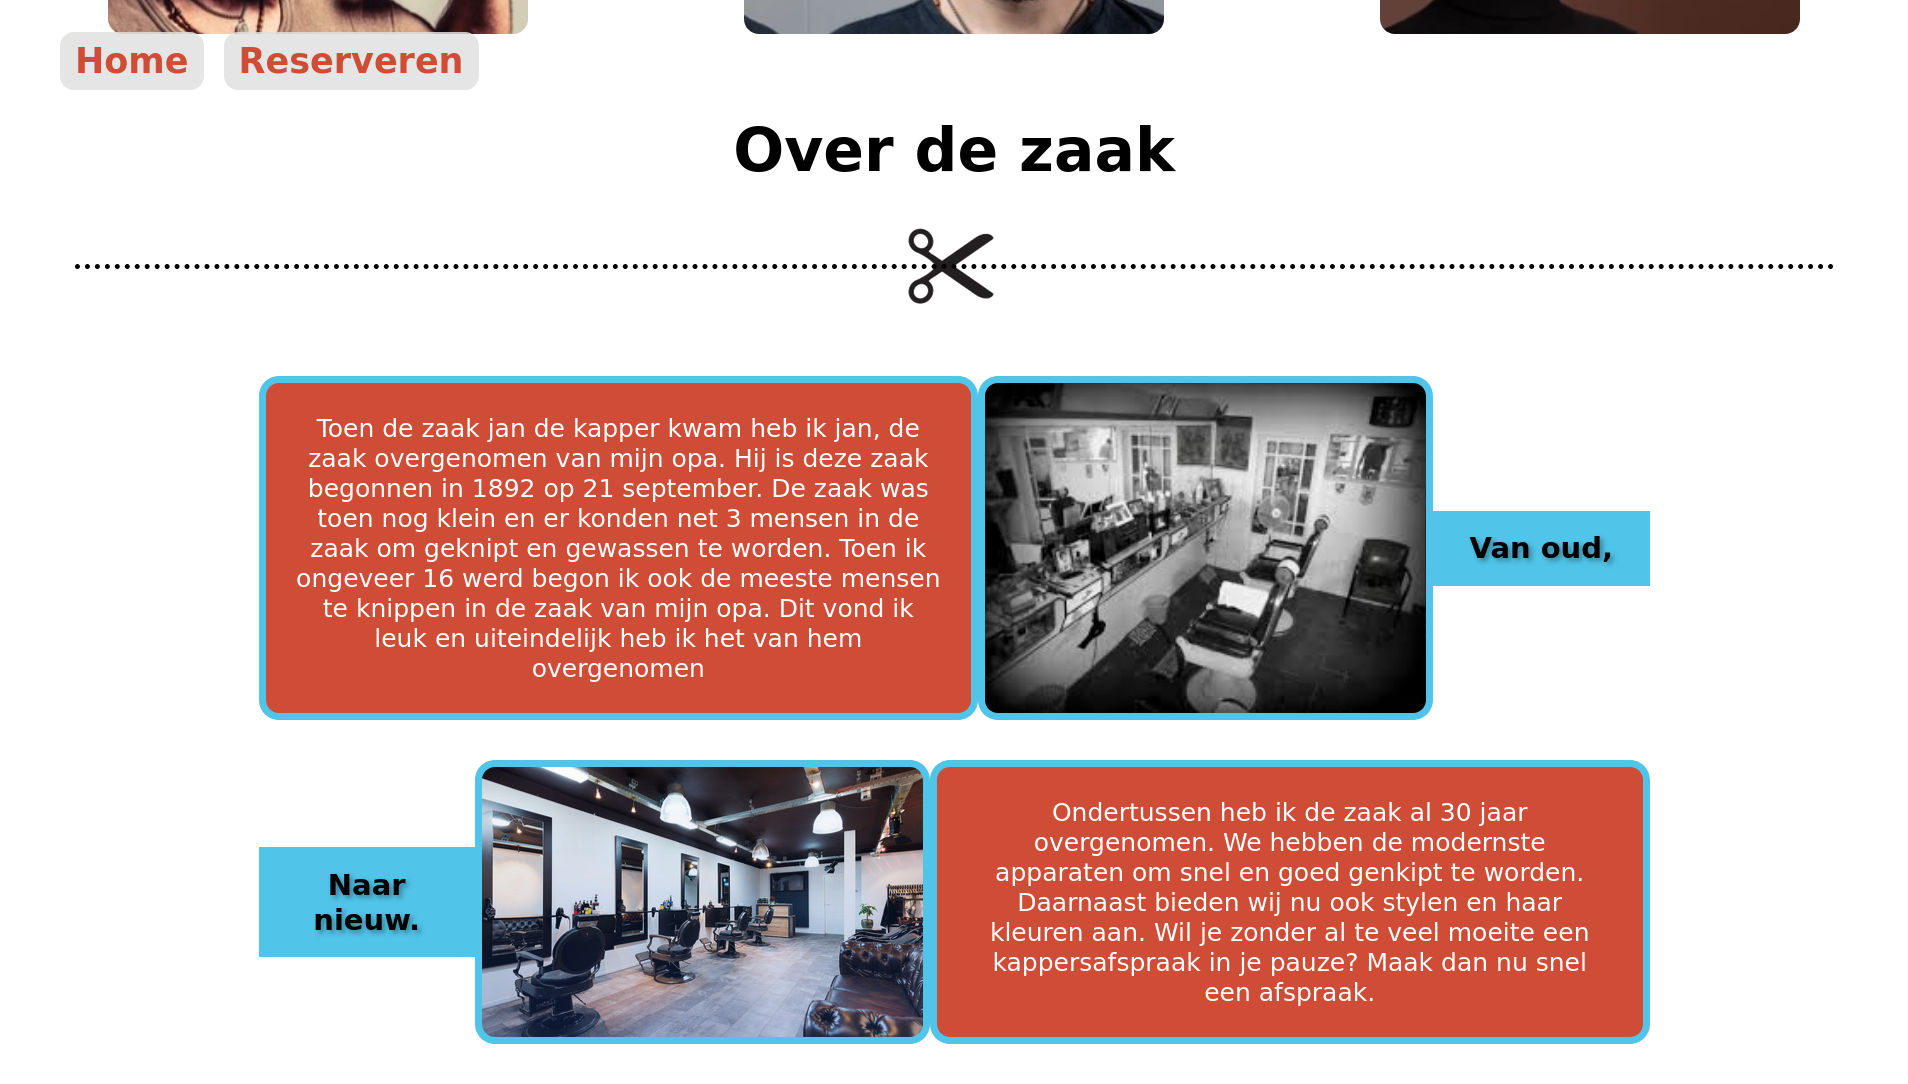 Home
Reserveren
Over de zaak
Toen de zaak jan de kapper kwam heb ik jan, de
zaak overgenomen van mijn opa. Hij is deze zaak
begonnen in 1892 op 21 september. De zaak was
toen nog klein en er konden net 3 mensen in de
zaak om geknipt en gewassen te worden. Toen ik
ongeveer 16 werd begon ik ook de meeste mensen
te knippen in de zaak van mijn opa. Dit vond ik
leuk en uiteindelijk heb ik het van hem
overgenomen
Van oud,
Naar
nieuw.
Ondertussen heb ik de zaak al 30 jaar
overgenomen. We hebben de modernste
apparaten om snel en goed genkipt te worden.
Daarnaast bieden wij nu ook stylen en haar
kleuren aan. Wil je zonder al te veel moeite een
kappersafspraak in je pauze? Maak dan nu snel
een afspraak.